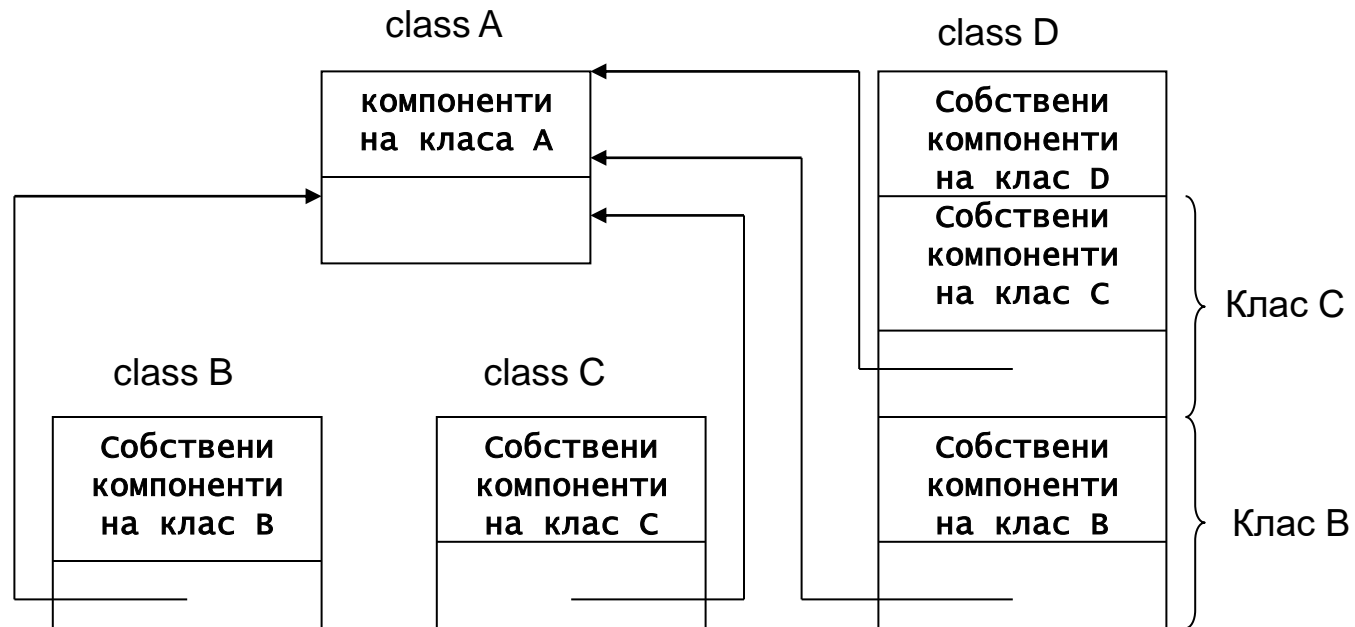 class A
компоненти
на класа A
class D
Собствени
компоненти
на клас D
Собствени
компоненти
на клас C
Клас C
class B
Собствени
компоненти
на клас B
class C
Собствени
компоненти
на клас C
Собствени
компоненти
на клас B
Клас B